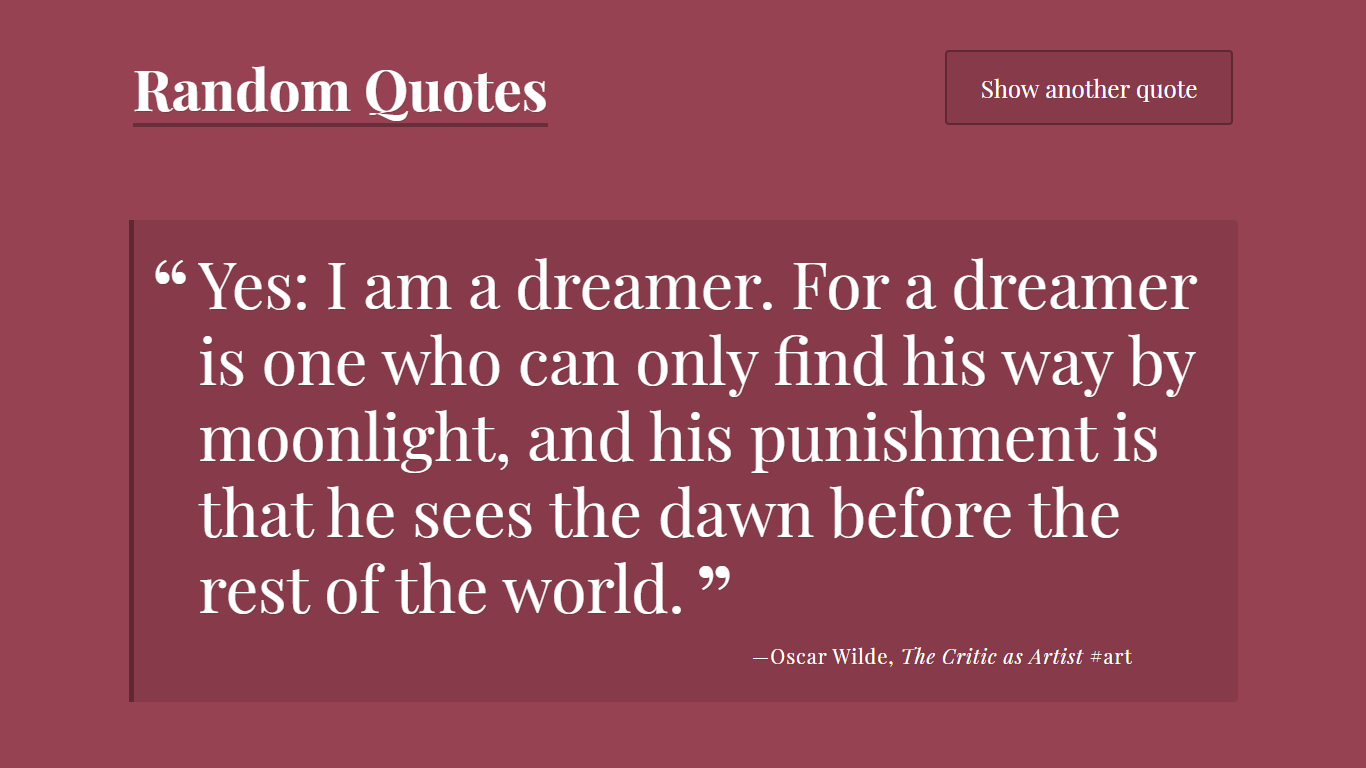 Random Quotes
Show another quote
“ Yes: I am a dreamer. For a dreamer
is one who can only find his way by
moonlight, and his punishment is
that he sees the dawn before the
rest of the world. ”
—Oscar Wilde, The Critic as Artist #art